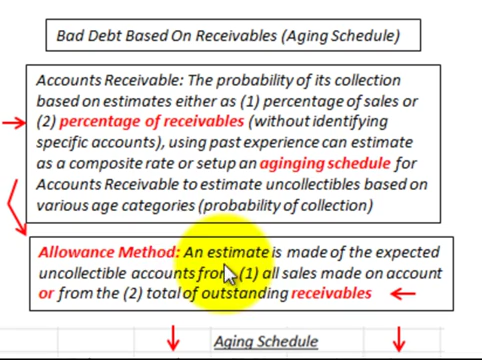 Bad Debt Based On Receivables (Aging Schedule)
Accounts Receivable: The probability of its collection
based on estimates either as (1) percentage of sales or
(2) percentage of receivables (without identifying
specific accounts), using past experience can estimate
as a composite rate or setup an aginging schedule for
Accounts Receivable to estimate uncollectibles based on
various age categories (probability of collection)
Allowance Method: An estimate is made of the expected
uncollectible accounts from (1) all sales made on account
or from the (2) total of outstanding receivables
Aging Schedule